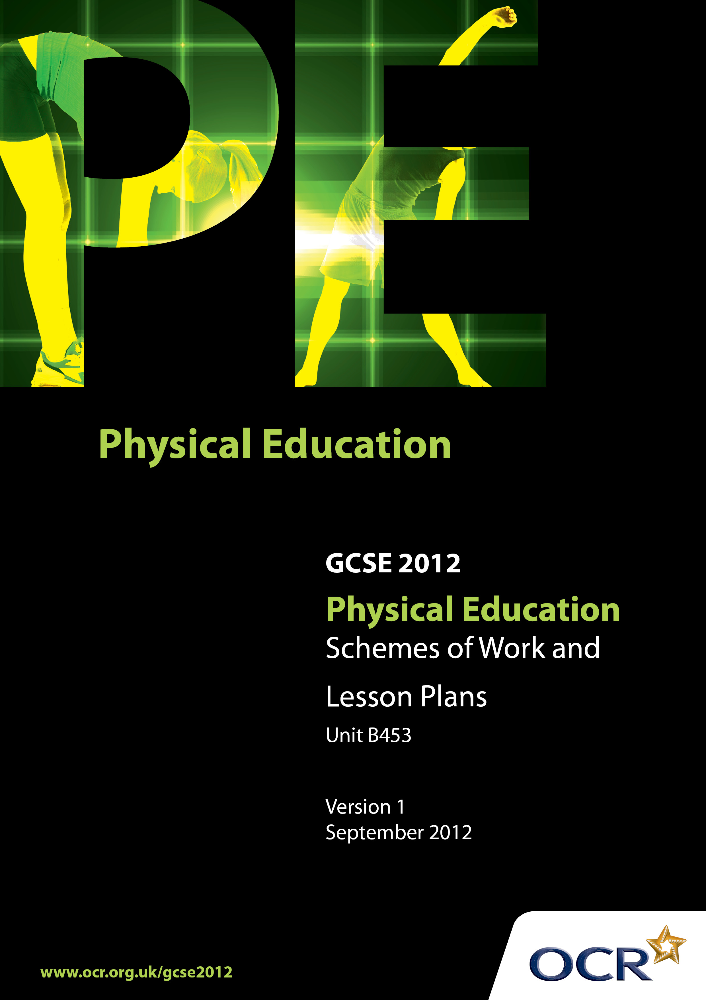 PE
Physical Education
GCSE 2012
Physical Education
Schemes of Work and
Lesson Plans
Unit B453
Version 1
September 2012
www.ocr.org.uk/gcse2012
OCR